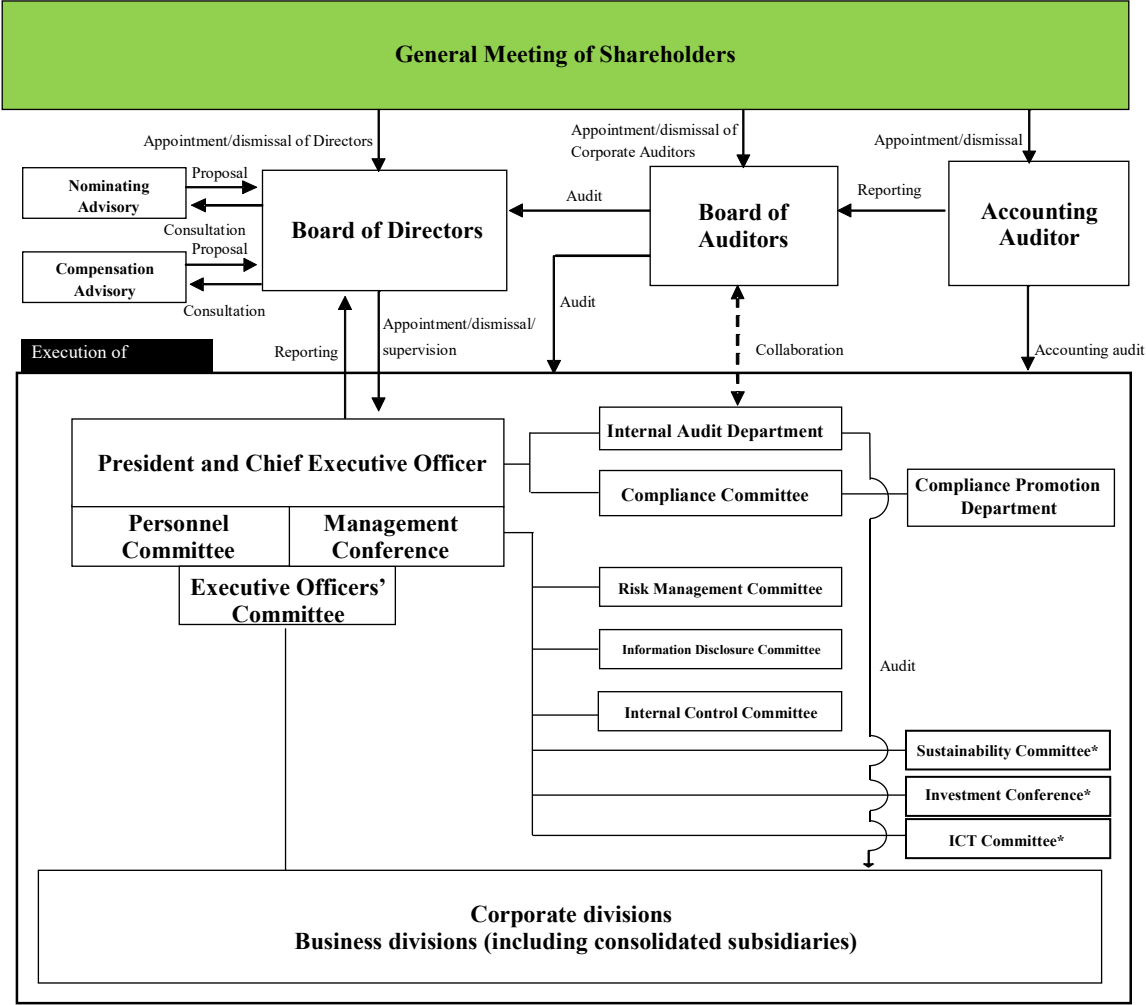 General Meeting of Shareholders
Appointment/dismissal of Directors
Appointment/dismissal of
Corporate Auditors
Appointment/dismissal
Nominating
Advisory
Proposal
Consultation
Compensation
Advisory
Proposal
Consultation
Board of Directors
Audit
Board of
Auditors
Reporting
Accounting
Auditor
Audit
Reporting
Appointment/dismissal/
supervision
Collaboration
Accounting audit
Execution of
President and Chief Executive Officer
Personnel
Committee
Management
Conference
Executive Officers’
Committee
Internal Audit Department
Compliance Committee
Compliance Promotion
Department
Risk Management Committee
Information Disclosure Committee
Internal Control Committee
Audit
Sustainability Committee*
Investment Conference*
ICT Committee*
Corporate divisions
Business divisions (including consolidated subsidiaries)